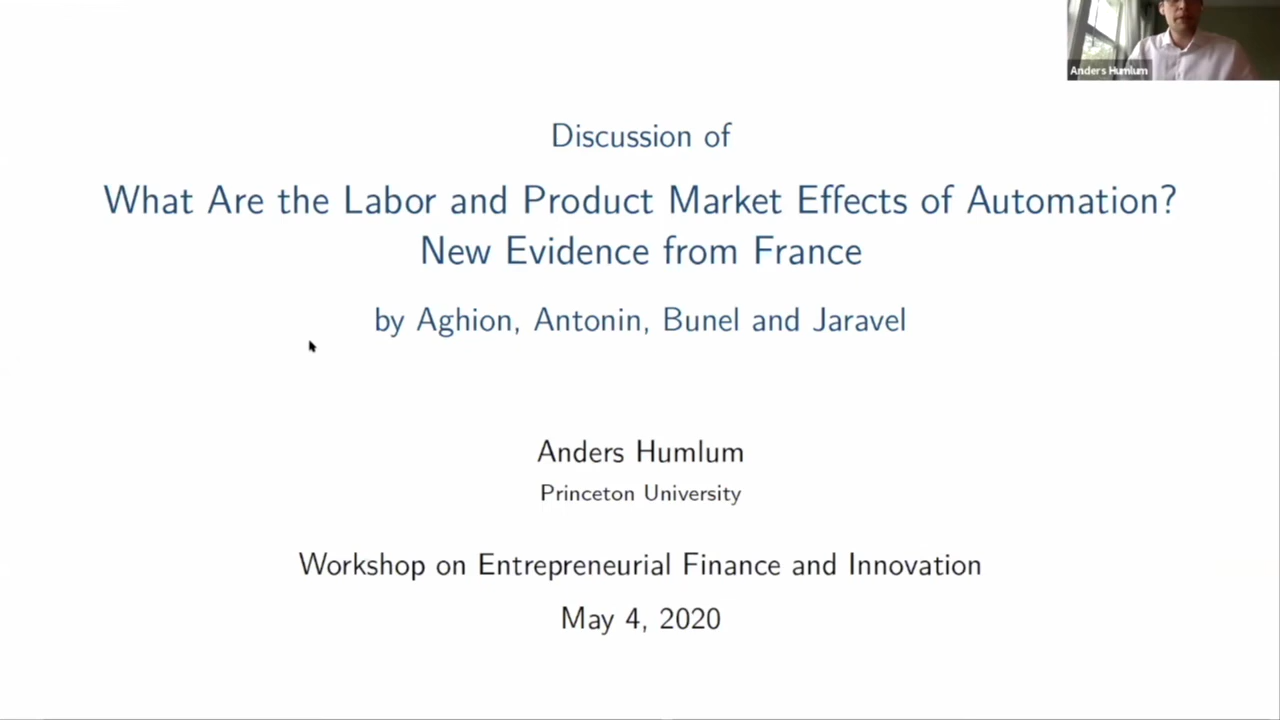 Anders Humlum
Discussion of
What Are the Labor and Product Market Effects of Automation?
New Evidence from France
by Aghion, Antonin, Bunel and Jaravel
Anders Humlum
Princeton University
Workshop on Entrepreneurial Finance and Innovation
May 4, 2020